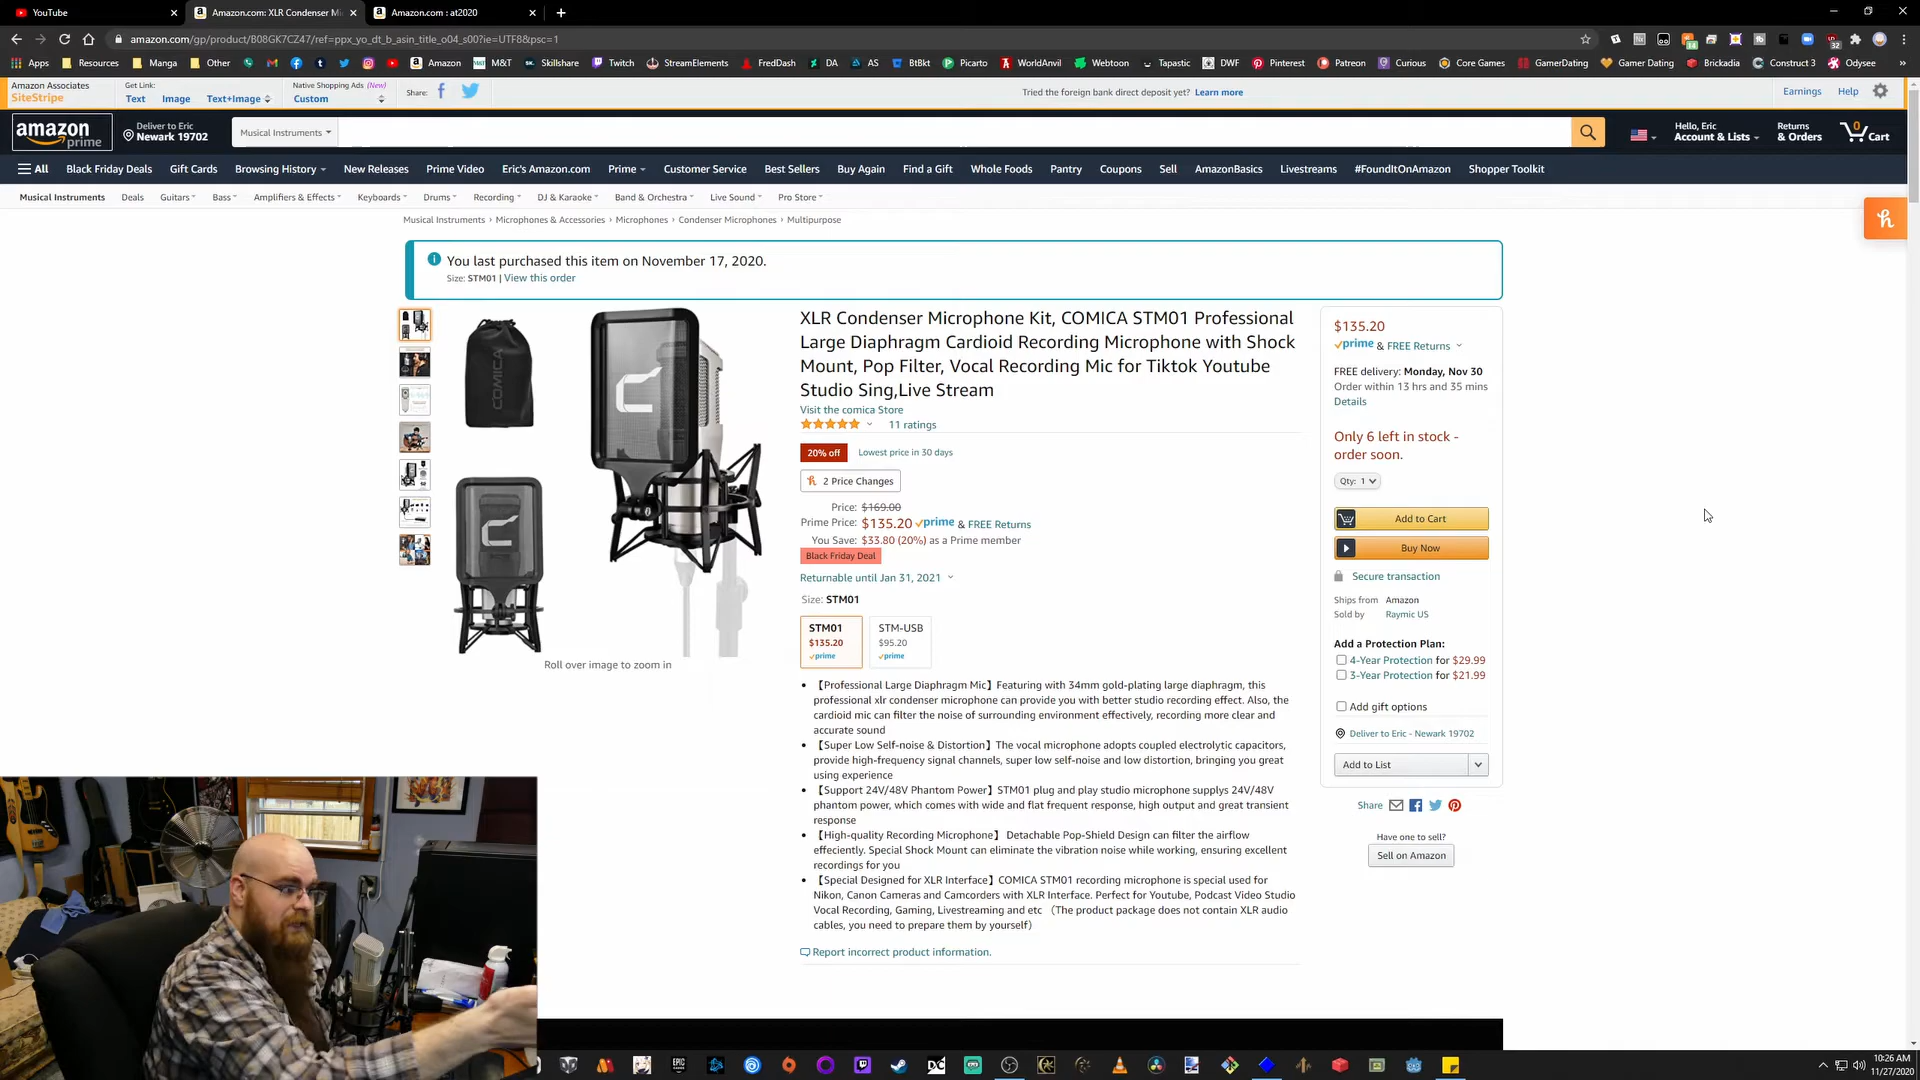 YouTube
Amazon.com: XLR Condenser Mi
Amazon.com : at2020
amazon.com/gp/product/B08GK7CZ47/ref=ppx_yo_dt_b_asin_title_o04_s00?ie=UTF8&psc=1
Apps Resources Manga Other Amazon M&T Skillshare Twitch StreamElements FredDash DA AS BtBkt Picarto WorldAnvil Webtoon Tapastic DWF Pinterest Patreon Curious Core Games GamerDating Gamer Dating Brickadia Construct 3 Odysee
Amazon Associates
SiteStripe
Get Link:
Text Image Text+Image
Native Shopping Ads (New)
Custom
Share:
Tried the foreign bank direct deposit yet? Learn more
Earnings Help
amazon
prime
Deliver to Eric
Newark 19702
Musical Instruments
Hello, Eric
Account & Lists
Returns
& Orders
0
Cart
All Black Friday Deals Gift Cards Browsing History New Releases Prime Video Eric's Amazon.com Prime Customer Service Best Sellers Buy Again Find a Gift Whole Foods Pantry Coupons Sell AmazonBasics Livestreams #FoundItOnAmazon Shopper Toolkit
Musical Instruments Deals Guitars Bass Amplifiers & Effects Keyboards Drums Recording DJ & Karaoke Band & Orchestra Live Sound Pro Store
Musical Instruments › Microphones & Accessories › Microphones › Condenser Microphones › Multipurpose
You last purchased this item on November 17, 2020.
Size: STM01 | View this order
COMICA
Roll over image to zoom in
XLR Condenser Microphone Kit, COMICA STM01 Professional
Large Diaphragm Cardioid Recording Microphone with Shock
Mount, Pop Filter, Vocal Recording Mic for Tiktok Youtube
Studio Sing,Live Stream
Visit the comica Store
11 ratings
20% off Lowest price in 30 days
2 Price Changes
Price: $169.00
Prime Price: $135.20 prime & FREE Returns
You Save: $33.80 (20%) as a Prime member
Black Friday Deal
Returnable until Jan 31, 2021
Size: STM01
STM01
$135.20
prime
STM-USB
$95.20
prime
• 【Professional Large Diaphragm Mic】Featuring with 34mm gold-plating large diaphragm, this
professional xlr condenser microphone can provide you with better studio recording effect. Also, the
cardioid mic can filter the noise of surrounding environment effectively, recording more clear and
accurate sound
• 【Super Low Self-noise & Distortion】The vocal microphone adopts coupled electrolytic capacitors,
provide high-frequency signal channels, super low self-noise and low distortion, bringing you great
using experience
• 【Support 24V/48V Phantom Power】STM01 plug and play studio microphone supplys 24V/48V
phantom power, which comes with wide and flat frequent response, high output and great transient
response
• 【High-quality Recording Microphone】 Detachable Pop-Shield Design can filter the airflow
effeciently. Special Shock Mount can eliminate the vibration noise while working, ensuring excellent
recordings for you
• 【Special Designed for XLR Interface】COMICA STM01 recording microphone is special used for
Nikon, Canon Cameras and Camcorders with XLR Interface. Perfect for Youtube, Podcast Video Studio
Vocal Recording, Gaming, Livestreaming and etc （The product package does not contain XLR audio
cables, you need to prepare them by yourself）
Report incorrect product information.
$135.20
prime & FREE Returns
FREE delivery: Monday, Nov 30
Order within 13 hrs and 35 mins
Details
Only 6 left in stock -
order soon.
Qty: 1
Add to Cart
Buy Now
Secure transaction
Ships from Amazon
Sold by Raymic US
Add a Protection Plan:
4-Year Protection for $29.99
3-Year Protection for $21.99
Add gift options
Deliver to Eric - Newark 19702
Add to List
Share
Have one to sell?
Sell on Amazon
10:26 AM
11/27/2020